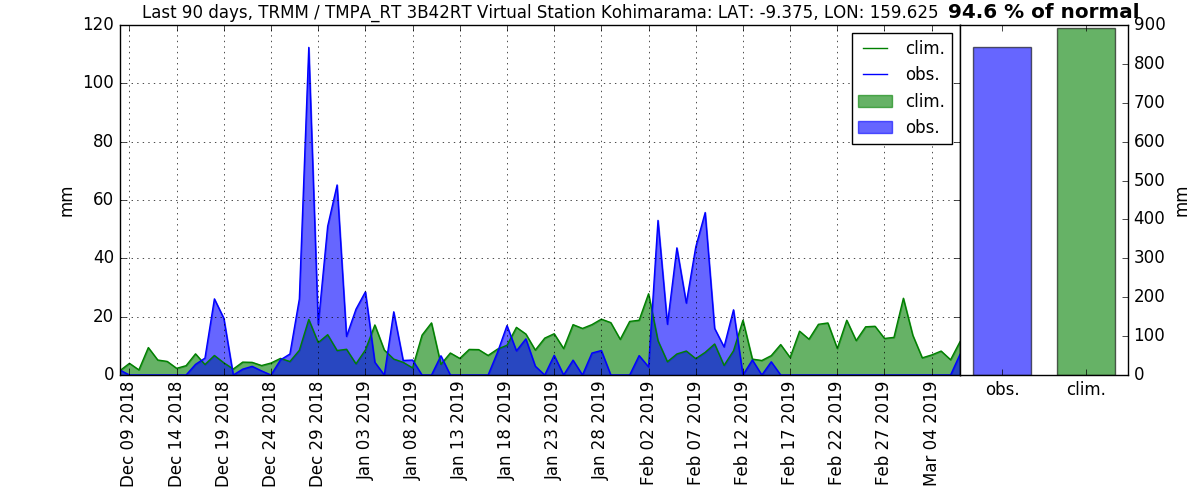 Last 90 days, TRMM / TMPA_RT 3B42RT Virtual Station Kohimarama: LAT: -9.375, LON: 159.625 94.6 % of normal
120
100
80
60
40
20
0
mm
clim.
obs.
clim.
obs.
Dec 09 2018
Dec 14 2018
Dec 19 2018
Dec 24 2018
Dec 29 2018
Jan 03 2019
Jan 08 2019
Jan 13 2019
Jan 18 2019
Jan 23 2019
Jan 28 2019
Feb 02 2019
Feb 07 2019
Feb 12 2019
Feb 17 2019
Feb 22 2019
Feb 27 2019
Mar 04 2019
900
800
700
600
500
400
300
200
100
0
mm
obs.
clim.